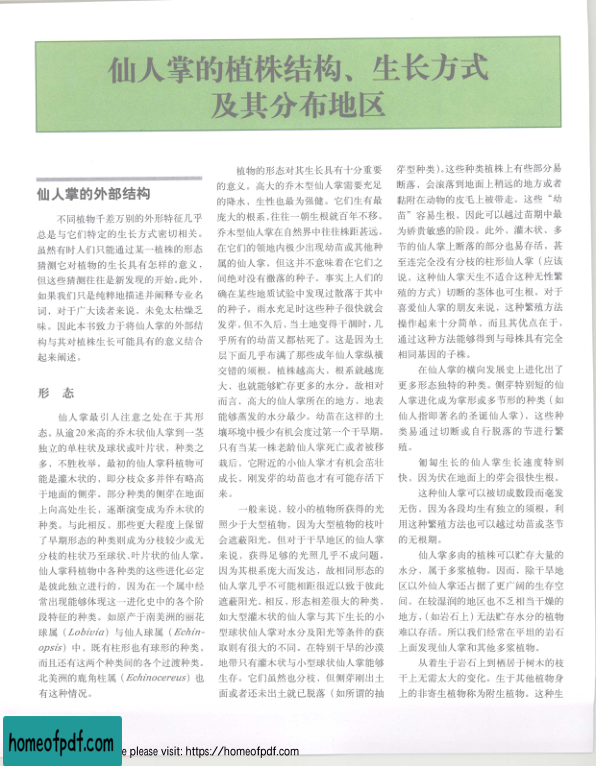 仙人掌的植株结构、生长方式
及其分布地区
仙人掌的外部结构
不同植物千差万别的外形特征几乎
总是与它们特定的生长方式密切相关。
虽然有时人们只能通过某一植株的形态
猜测它对植物的生长具有怎样的意义，
但这些猜测往往是新发现的开始。此外，
如果我们只是纯粹地描述并阐释专业名
词，对于广大读者来说，未免太枯燥乏
味。因此本书致力于将仙人掌的外部结
构与其对植株生长可能具有的意义结合
起来阐述。
形 态
仙人掌最引人注意之处在于其形
态。从逾20米高的乔木状仙人掌到一茎
独立的单柱状及球状或叶片状，种类之
多，不胜枚举。最初的仙人掌科植物可
能是灌木状的，即分枝众多并伴有略高
于地面的侧芽。部分种类的侧芽在地面
上向高处生长，逐渐演变成为乔木状的
种类。与此相反，那些更大程度上保留
了早期形态的种类则成为分枝较少或无
分枝的柱状乃至球状、叶片状的仙人掌。
仙人掌科植物中各种类的这些进化必定
是彼此独立进行的，因为在一个属中经
常出现能够体现这一进化史中的各个阶
段特征的种类。如原产于南美洲的丽花
球属（Lobivia）与仙人球属（Echin-
opsis）中，既有柱形也有球形的种类，
而且还有这两个种类间的各个过渡种类。
北美洲的鹿角柱属（Echinocereus）也
有这种情况。
植物的形态对其生长具有十分重要
的意义。高大的乔木型仙人掌需要充足
的降水，生性也最为强健。它们生有最
庞大的根系，往往一朝生根就百年不移。
乔木型仙人掌在自然界中往往株距甚远，
在它们的领地内极少出现幼苗或其他种
属的仙人掌。但这并不意味着在它们之
间绝对没有撒落的种子。事实上人们的
确在某些地质试验中发现过散落于其中
的种子。雨水充足时这些种子很快就会
发芽，但不久后，当土地变得干涸时，几
乎所有的幼苗又都枯死了。这是因为土
层下面几乎布满了那些成年仙人掌纵横
交错的须根。植株越高大，根系就越庞
大，也就能够贮存更多的水分。故相对
而言，高大的仙人掌所在的地方，地表
能够蒸发的水分最少。幼苗在这样的土
壤环境中极少有机会度过第一个干旱期。
只有当某一株老龄仙人掌死亡或者被移
栽后，它附近的小仙人掌才有机会茁壮
成长，刚发芽的幼苗也才有可能存活下
来。
一般来说，较小的植物所获得的光
照少于大型植物，因为大型植物的枝叶
会遮蔽阳光。但对于干旱地区的仙人掌
来说，获得足够的光照几乎不成问题。
因为其根系庞大而发达，故相同形态的
仙人掌几乎不可能相距很近以致于彼此
遮蔽阳光。相反，形态相差很大的种类，
如大型灌木状的仙人掌与其下生长的小
型球状仙人掌对水分及阳光等条件的获
取则有很大的不同。在特别干旱的沙漠
地带只有灌木状与小型球状仙人掌能够
生存。它们虽然也分枝，但侧芽刚出土
面或者还未出土就已脱落（如所谓的抽
芽型种类）。这些种类植株上有些部分易
断落，会滚落到地面上稍远的地方或者
黏附在动物的皮毛上被带走。这些“幼
苗”容易生根，因此可以越过苗期中最
为娇贵敏感的阶段。此外，灌木状、多
节的仙人掌上断落的部分也易存活，甚
至连完全没有分枝的柱形仙人掌（应该
说，这种仙人掌天生不适合这种无性繁
殖的方式）切断的茎体也可生根。对于
喜爱仙人掌的朋友来说，这种繁殖方法
操作起来十分简单，而且其优点在于，
通过这种方法能够得到与母株具有完全
相同基因的子株。
在仙人掌的横向发展史上进化出了
更多形态独特的种类。侧芽特别短的仙
人掌进化成为掌形或多节形的种类（如
仙人指即著名的圣诞仙人掌），这些种
类易通过切断或自行脱落的节进行繁
殖。
匍匐生长的仙人掌生长速度特别
快，因为伏在地面上的芽会很快生根。
这种仙人掌可以被切成数段而毫发
无伤，因为各段均生有独立的须根。利
用这种繁殖方法也可以越过幼苗或茎节
的无根期。
仙人掌多肉的植株可以贮存大量的
水分，属于多浆植物。因而，除干旱地
区以外仙人掌还占据了更广阔的生存空
间。在较湿润的地区也不乏相当干燥的
地方，（如岩石上）无法贮存水分的植物
难以存活。所以我们经常在平坦的岩石
上面发现仙人掌和其他多浆植物。
从着生于岩石上到栖居于树木的枝
干上无需太大的变化。生于其他植物身
上的非寄生植物称为附生植物。这种生
homeofpdf.com
e please visit: https://homeofpdf.com